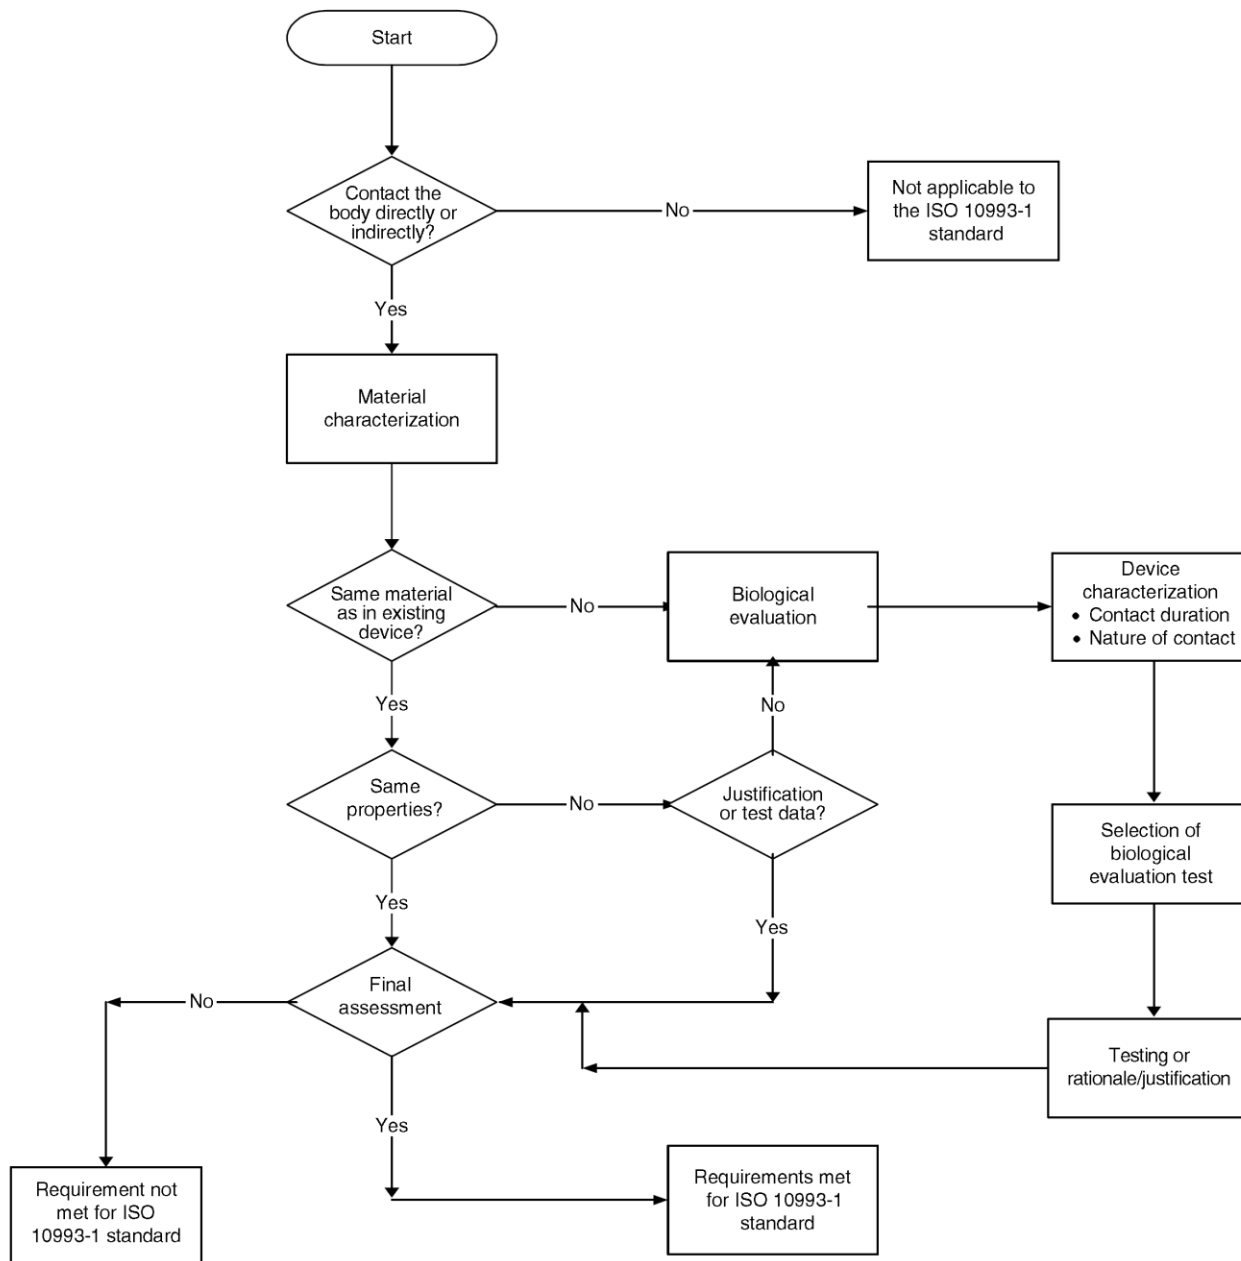 Start
Contact the
body directly or
indirectly?
No
Not applicable to
the ISO 10993-1
standard
Yes
Material
characterization
Same material
as in existing
device?
No
Biological
evaluation
Device
characterization
• Contact duration
• Nature of contact
Yes
No
Same
properties?
No
Justification
or test data?
Selection of
biological
evaluation test
Yes
Yes
Final
assessment
No
Testing or
rationale/justification
Yes
Requirement not
met for ISO
10993-1 standard
Requirements met
for ISO 10993-1
standard